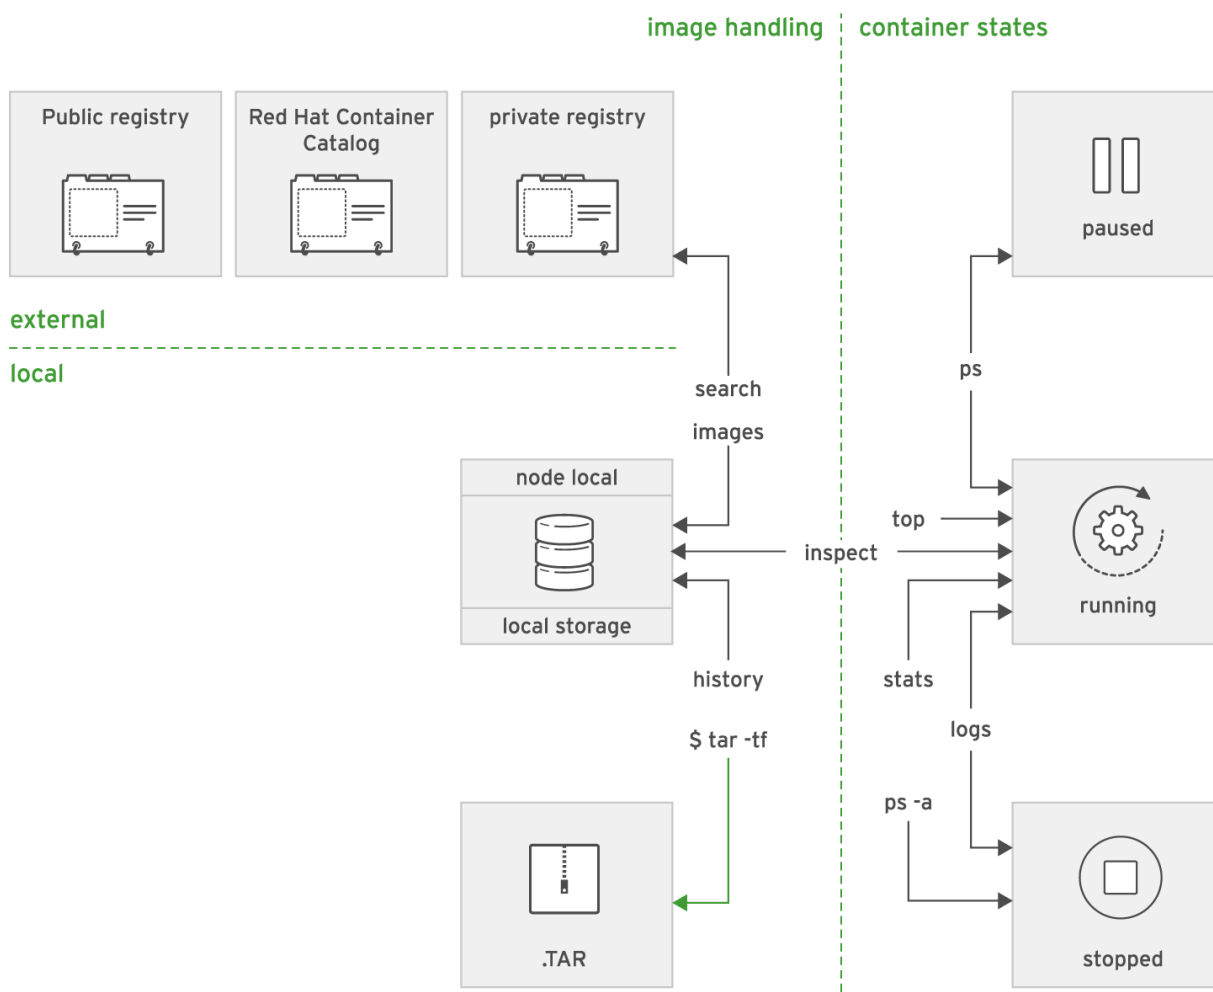 image handling
container states
Public registry
Red Hat Container
Catalog
private registry
paused
external
local
search
images
ps
node local
local storage
top
inspect
running
history
stats
logs
$ tar -tf
ps -a
.TAR
stopped